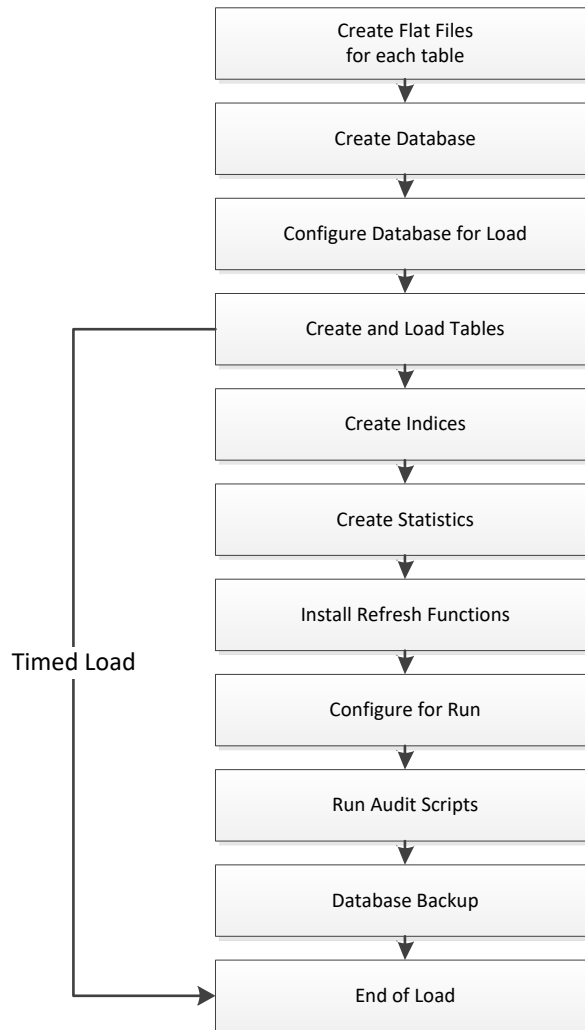 Create Flat Files
for each table
Create Database
Configure Database for Load
Create and Load Tables
Create Indices
Create Statistics
Install Refresh Functions
Timed Load
Configure for Run
Run Audit Scripts
Database Backup
End of Load